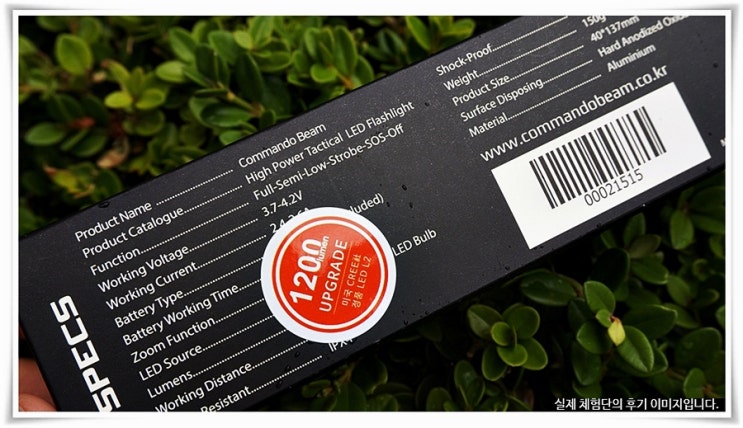 SPECS
Product Name Commando Beam
Product Catalogue High Power Tactical LED Flashlight
Function Full-Semi-Low-Strobe-SOS-Off
Working Voltage 3.7-4.2V
Working Current
Battery Type
Battery Working Time
Zoom Function
LED Source LED Bulb
Lumens
Working Distance
Resistant
1200 lumen
UPGRADE
미국 CREE社
정품 LED L2
Shock-Proof
Weight 150g
Product Size 40*137mm
Surface Disposing Hard Anodized
Material Aluminium
www.commandobeam.co.kr
00021515
실제 체험단의 후기 이미지입니다.